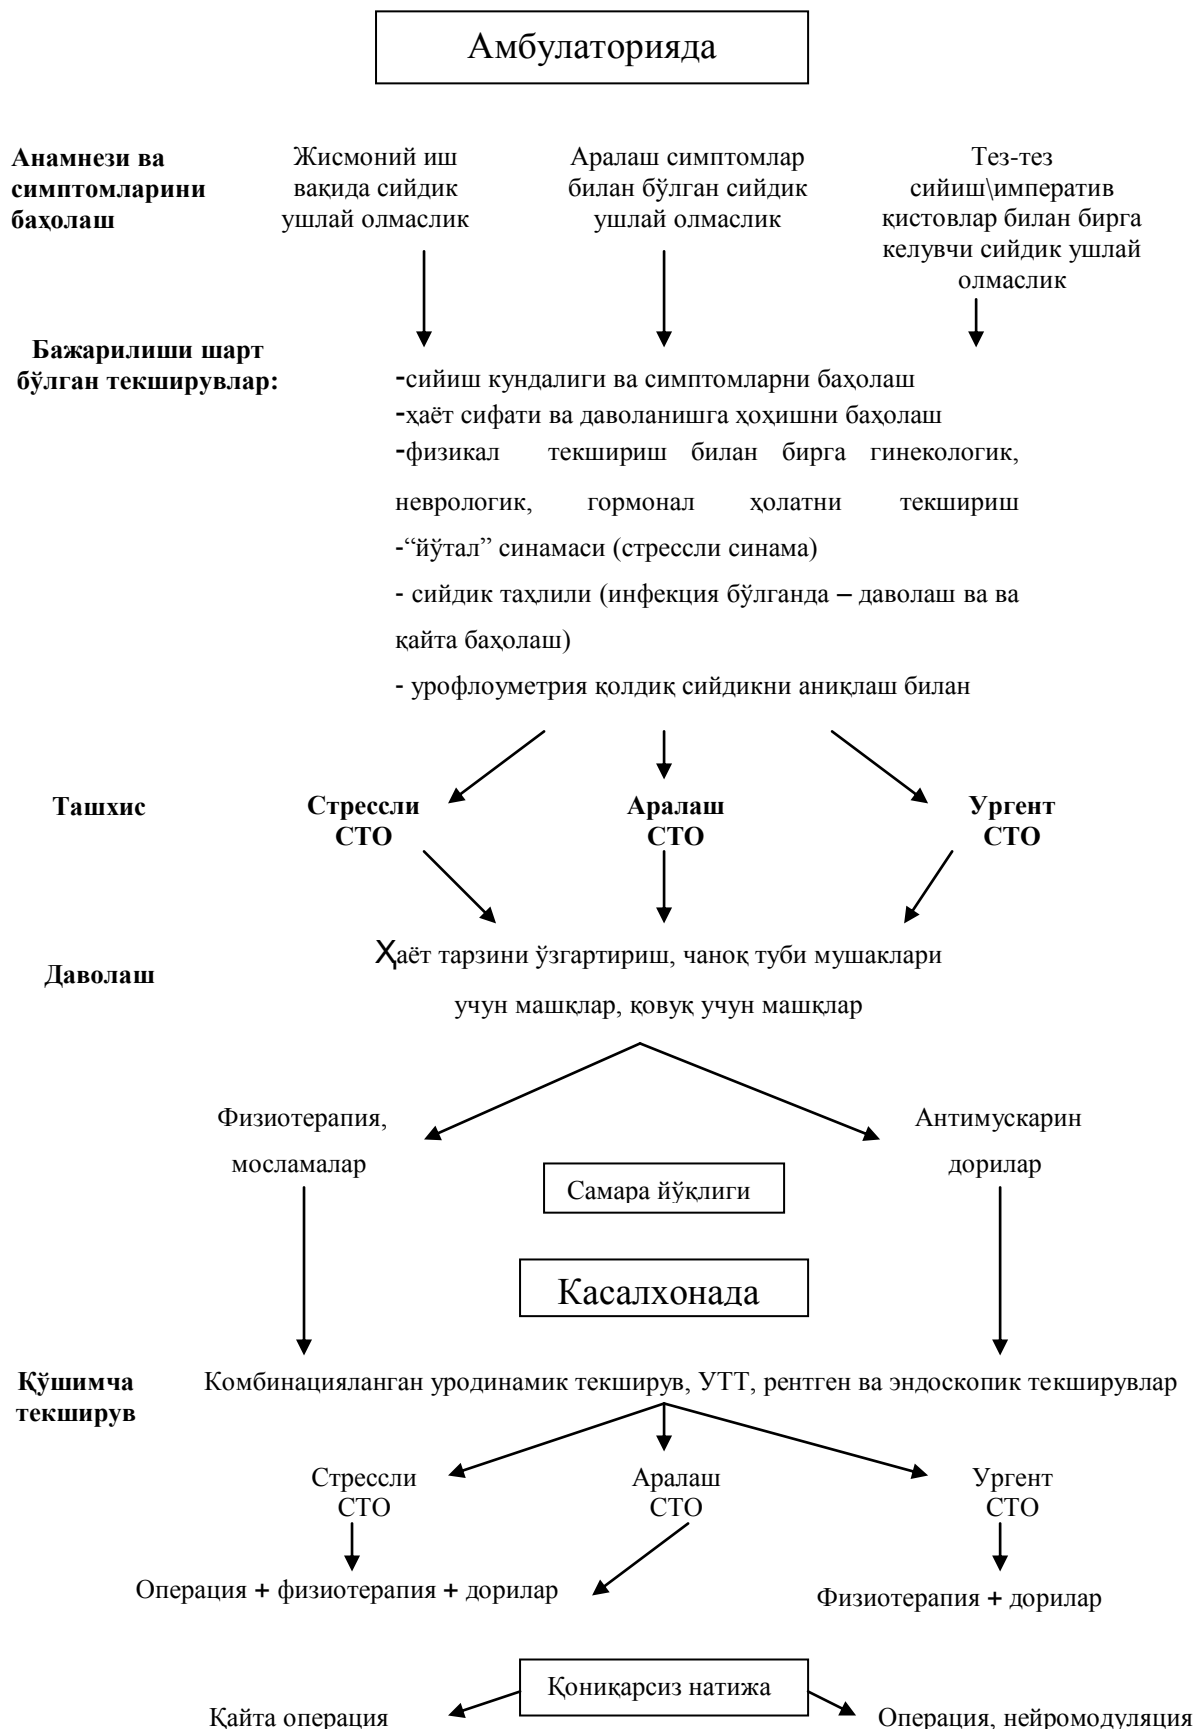 Амбулаторияда
Анамнези ва
симптомларини
баҳолаш
Жисмоний иш
вақида сийдик
ушлай олмаслик
Аралаш симптомлар
билан бўлган сийдик
ушлай олмаслик
Тез-тез
сийиш\императив
қистовлар билан бирга
келувчи сийдик ушлай
олмаслик
Бажарилиши шарт
бўлган текширувлар:
-сийиш кундалиги ва симптомларни баҳолаш
-ҳаёт сифати ва даволанишга ҳоҳишни баҳолаш
-физикал текшириш билан бирга гинекологик,
неврологик, гормонал ҳолатни текшириш
-“йўтал” синамаси (стрессли синама)
- сийдик таҳлили (инфекция бўлганда – даволаш ва ва
қайта баҳолаш)
- урофлоуметрия қолдиқ сийдикни аниқлаш билан
Ташхис
Стрессли
СТО
Аралаш
СТО
Ургент
СТО
Даволаш
Ҳаёт тарзини ўзгартириш, чаноқ туби мушаклари
учун машқлар, қовуқ учун машқлар
Физиотерапия,
мосламалар
Антимускарин
дорилар
Самара йўқлиги
Касалхонада
Қўшимча
текширув
Комбинацияланган уродинамик текширув, УТТ, рентген ва эндоскопик текширувлар
Стрессли
СТО
Аралаш
СТО
Ургент
СТО
Операция + физиотерапия + дорилар
Физиотерапия + дорилар
Қониқарсиз натижа
Қайта операция
Операция, нейромодуляция